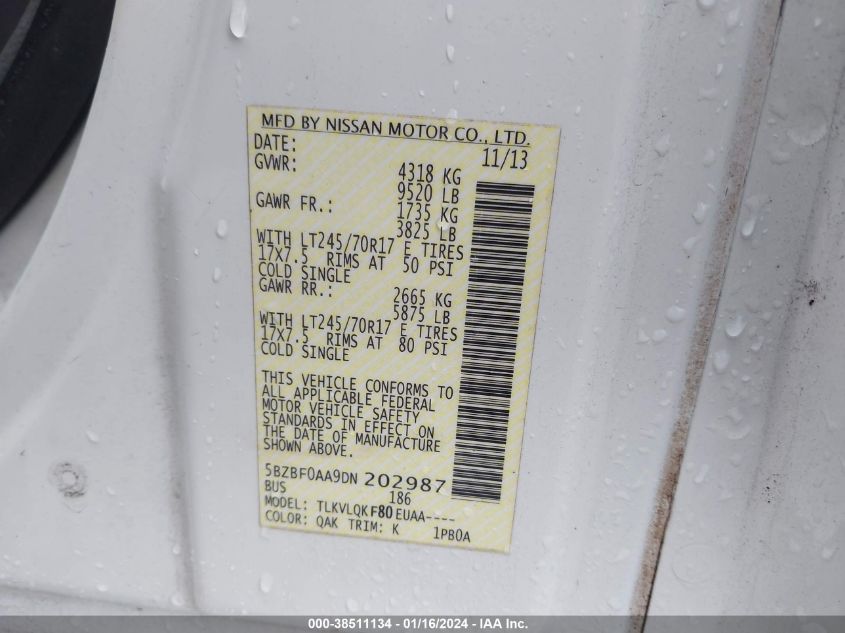 MFD BY NISSAN MOTOR CO., LTD.
DATE: 11/13
GVWR: 4318 KG
9520 LB
GAWR FR.: 1735 KG
3825 LB
WITH LT245/70R17 E TIRES
17X7.5 RIMS AT 50 PSI
COLD SINGLE
GAWR RR.: 2665 KG
5875 LB
WITH LT245/70R17 E TIRES
17X7.5 RIMS AT 80 PSI
COLD SINGLE
THIS VEHICLE CONFORMS TO
ALL APPLICABLE FEDERAL
MOTOR VEHICLE SAFETY
STANDARDS IN EFFECT ON
THE DATE OF MANUFACTURE
SHOWN ABOVE.
5BZBF0AA9DN 202987
BUS 186
MODEL: TLKVLQKF80EUAA----
COLOR: QAK TRIM: K 1PB0A
000-38511134 - 01/16/2024 - IAA Inc.